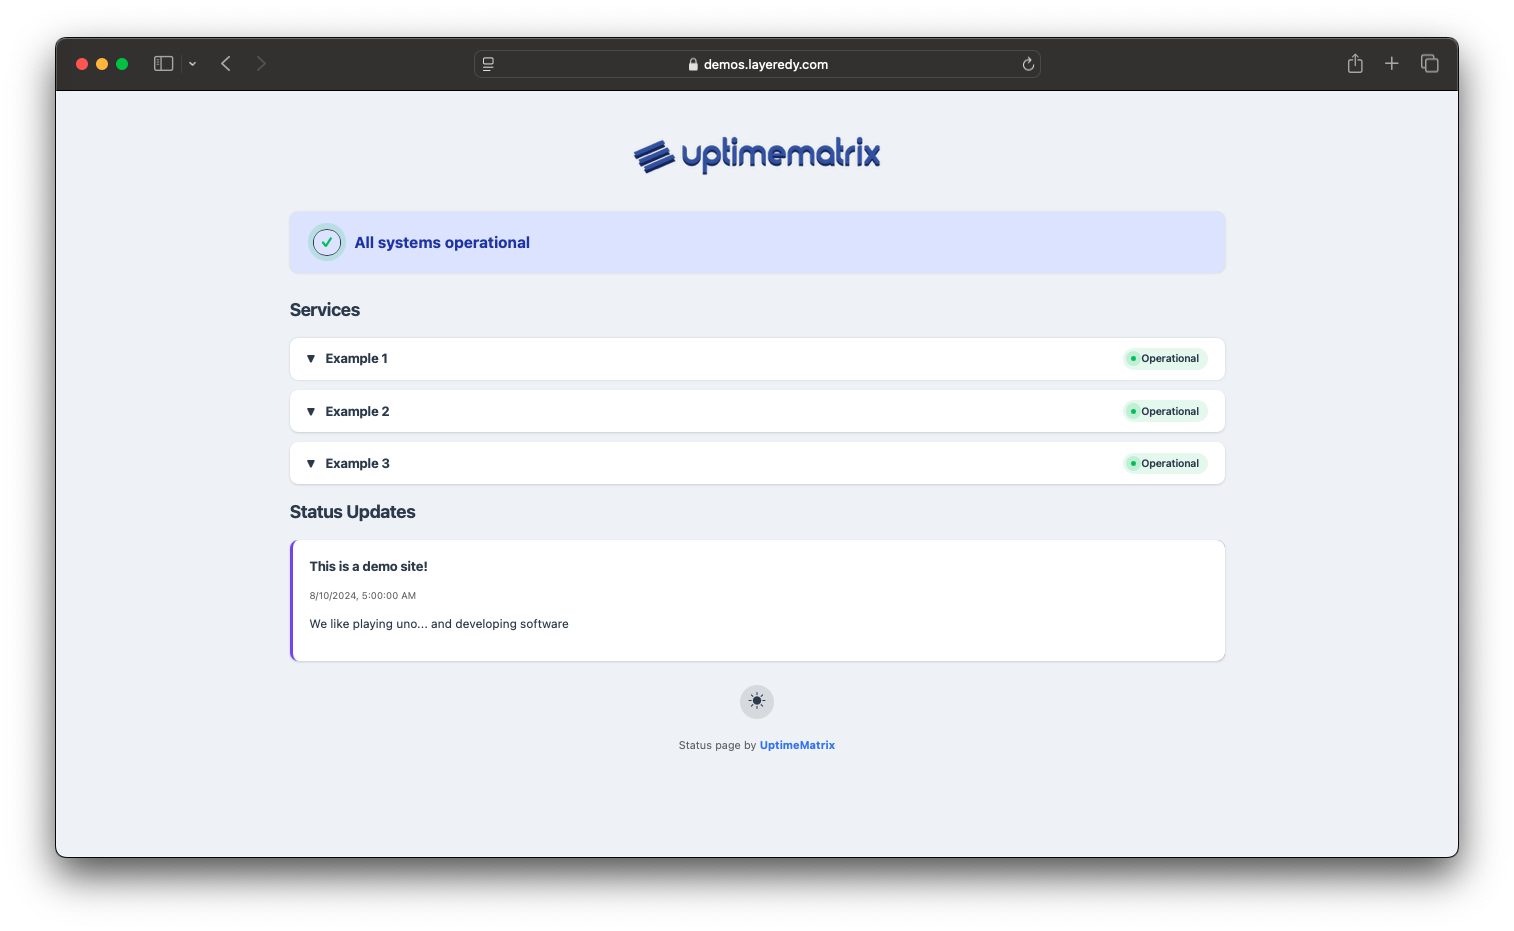 demos.layeredy.com
uptimematrix
All systems operational
Services
Example 1
Operational
Example 2
Operational
Example 3
Operational
Status Updates
This is a demo site!
8/10/2024, 5:00:00 AM
We like playing uno... and developing software
Status page by UptimeMatrix